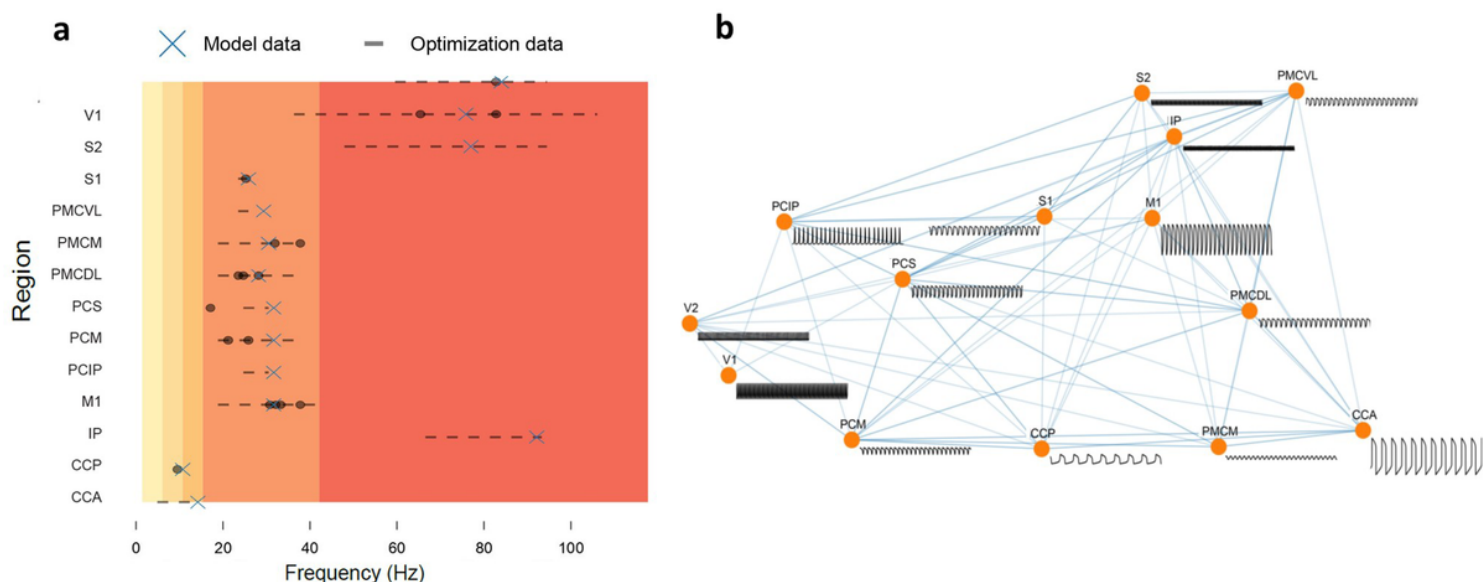 a
Model data
Optimization data
Region
V1
S2
S1
PMCVL
PMCM
PMCDL
PCS
PCM
PCIP
M1
IP
CCP
CCA
0 20 40 60 80 100
Frequency (Hz)
b
S2
PMCVL
IP
PCIP
S1
M1
PCS
PMCDL
V2
V1
PCM
CCP
PMCM
CCA